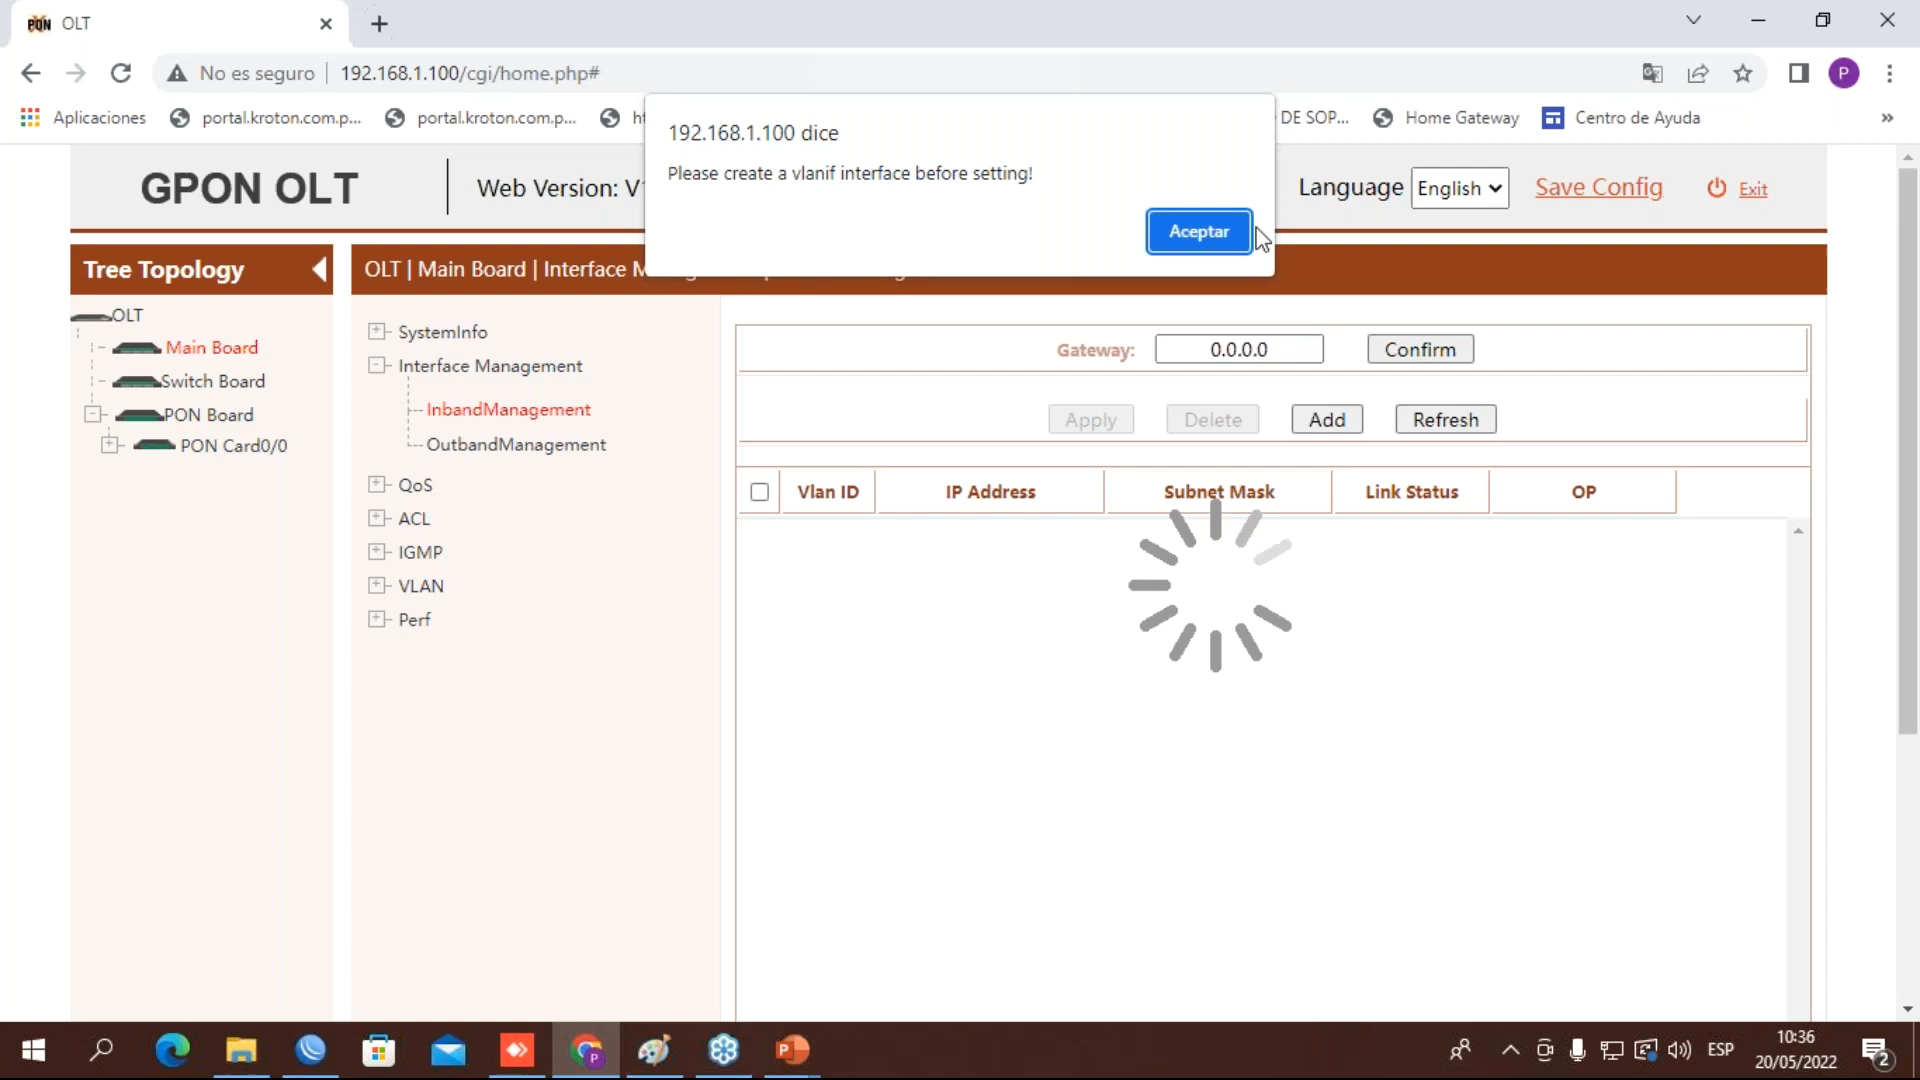 PON OLT
No es seguro 192.168.1.100/cgi/home.php#
P
Aplicaciones portal.kroton.com.p... portal.kroton.com.p... DE SOP... Home Gateway Centro de Ayuda »
192.168.1.100 dice
Please create a vlanif interface before setting!
Aceptar
GPON OLT Web Version: Language English Save Config Exit
Tree Topology
OLT | Main Board | Interface
OLT
Main Board
Switch Board
PON Board
PON Card0/0
SystemInfo
Interface Management
InbandManagement
OutbandManagement
QoS
ACL
IGMP
VLAN
Perf
Gateway: 0.0.0.0 Confirm
Apply Delete Add Refresh
Vlan ID IP Address Subnet Mask Link Status OP
ESP
10:36
20/05/2022
2